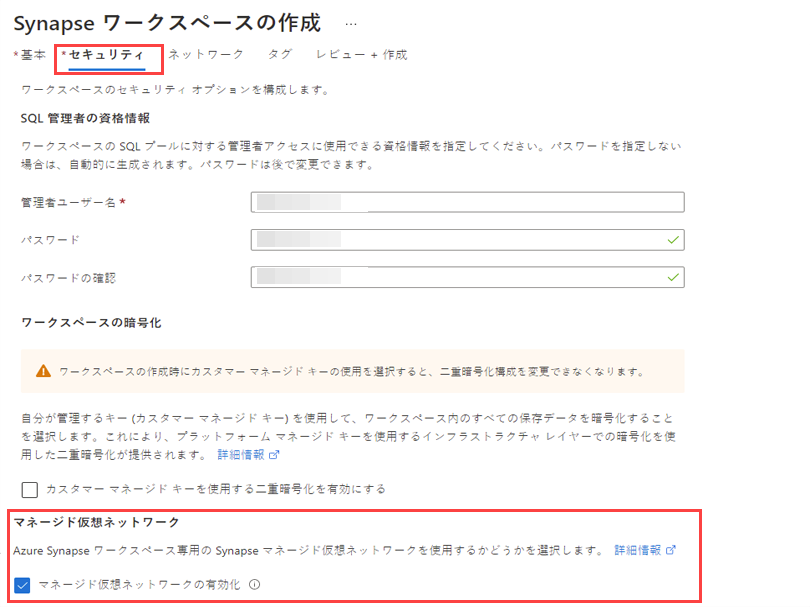 Synapse ワークスペースの作成 ...
*基本 *セキュリティ ネットワーク タグ レビュー + 作成
ワークスペースのセキュリティ オプションを構成します。
SQL 管理者の資格情報
ワークスペースの SQL プールに対する管理者アクセスに使用できる資格情報を指定してください。パスワードを指定しない
場合は、自動的に生成されます。パスワードは後で変更できます。
管理者ユーザー名 *
パスワード
パスワードの確認
ワークスペースの暗号化
ワークスペースの作成時にカスタマー マネージド キーの使用を選択すると、二重暗号化構成を変更できなくなります。
自分が管理するキー (カスタマー マネージド キー) を使用して、ワークスペース内のすべての保存データを暗号化すること
を選択します。これにより、プラットフォーム マネージド キーを使用するインフラストラクチャ レイヤーでの暗号化を使
用した二重暗号化が提供されます。 詳細情報
カスタマー マネージド キーを使用する二重暗号化を有効にする
マネージド仮想ネットワーク
Azure Synapse ワークスペース専用の Synapse マネージド仮想ネットワークを使用するかどうかを選択します。 詳細情報
マネージド仮想ネットワークの有効化